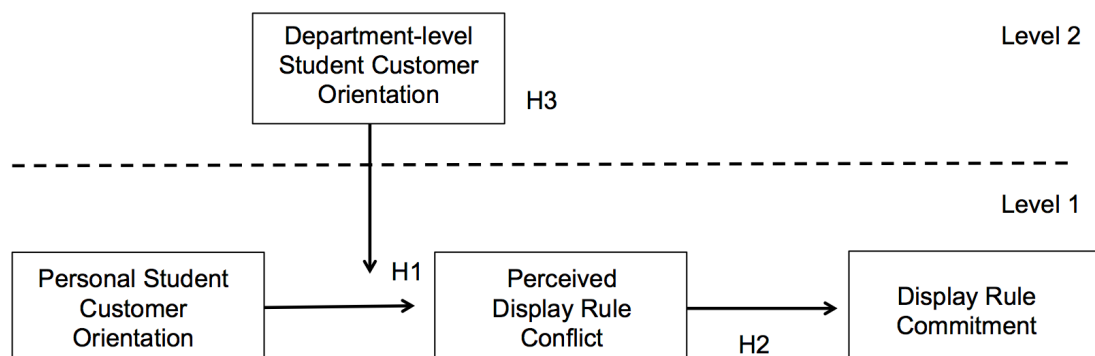 Department-level
Student Customer
Orientation
Level 2
H3
Level 1
H1
Personal Student
Customer
Orientation
Perceived
Display Rule
Conflict
Display Rule
Commitment
H2